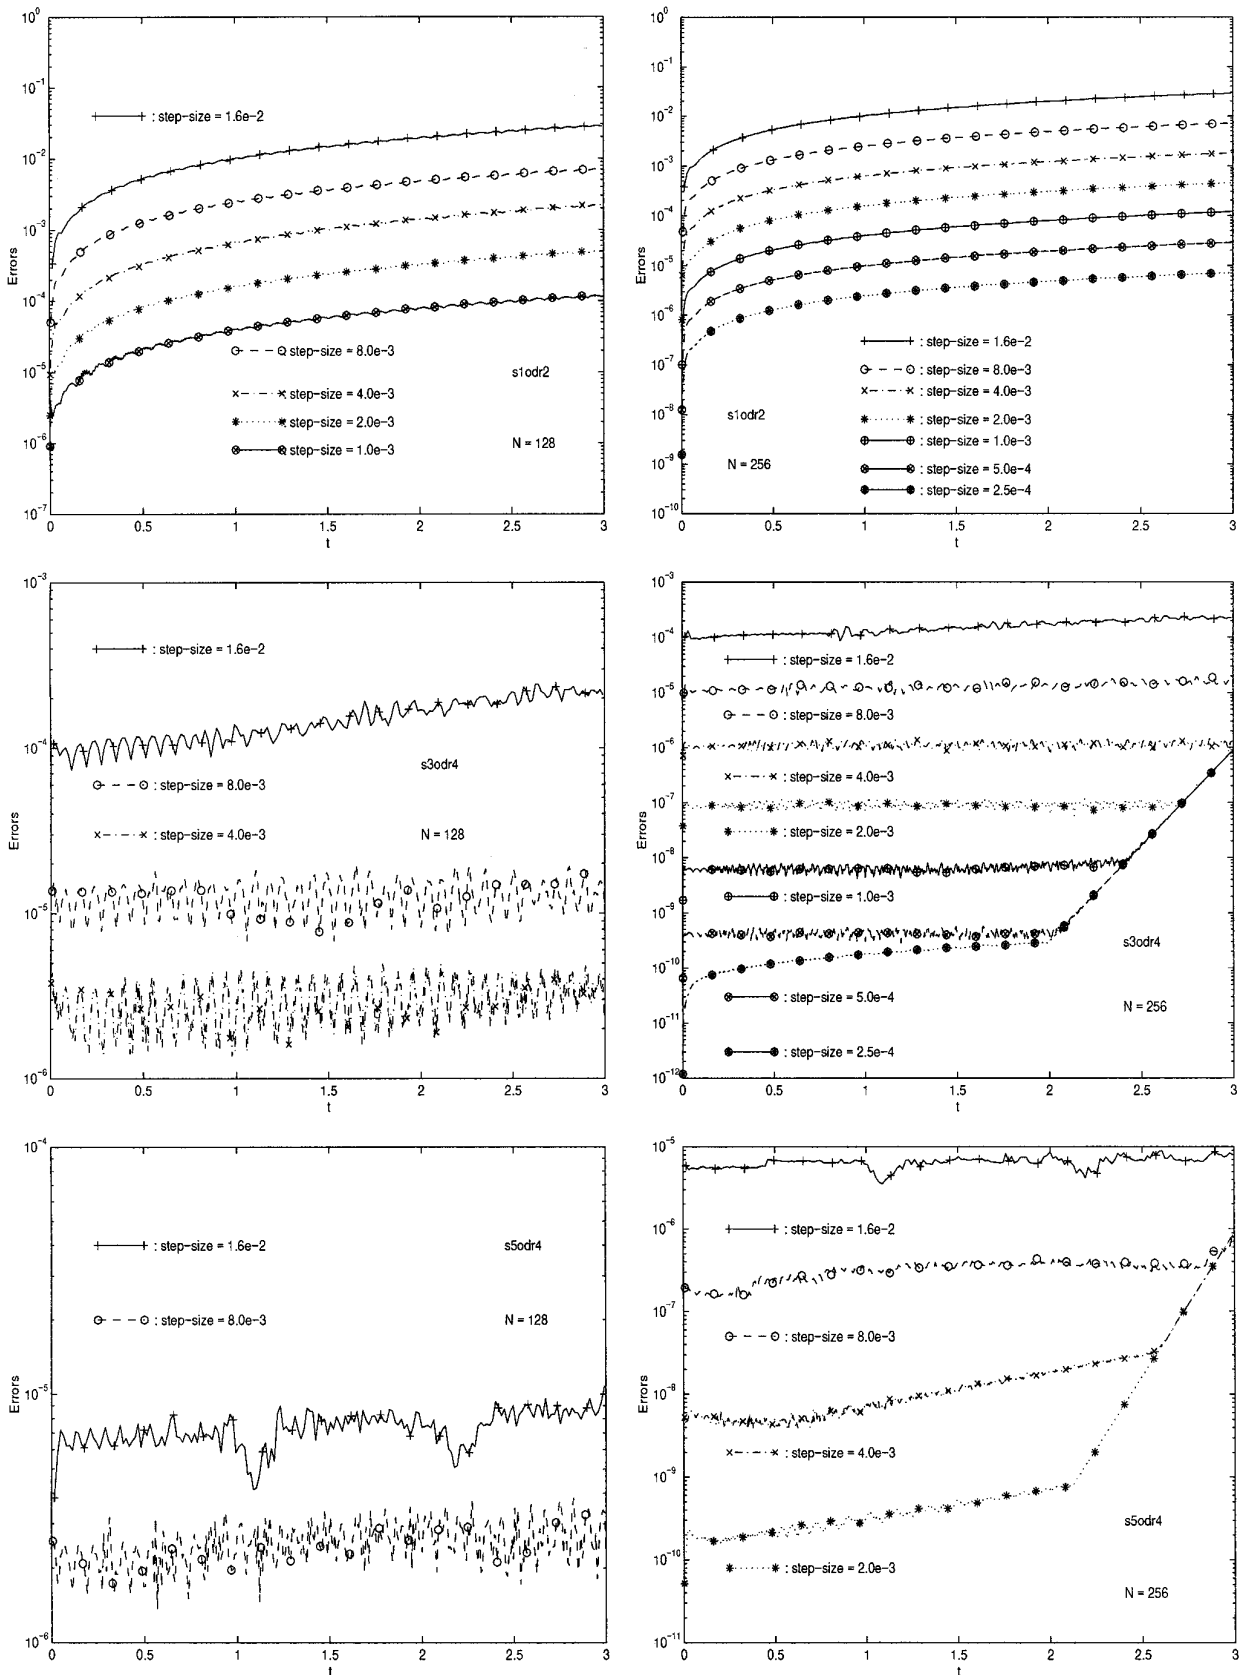 10^0
10^-1
10^-2
10^-3
10^-4
10^-5
10^-6
10^-7
Errors
: step-size = 1.6e-2
step-size = 8.0e-3
step-size = 4.0e-3
step-size = 2.0e-3
step-size = 1.0e-3
s1odr2
N = 128
0 0.5 1 1.5 2 2.5 3
t
10^0
10^-1
10^-2
10^-3
10^-4
10^-5
10^-6
10^-7
10^-8
10^-9
10^-10
Errors
: step-size = 1.6e-2
: step-size = 8.0e-3
: step-size = 4.0e-3
: step-size = 2.0e-3
: step-size = 1.0e-3
: step-size = 5.0e-4
: step-size = 2.5e-4
s1odr2
N = 256
0 0.5 1 1.5 2 2.5 3
t
10^-3
10^-4
10^-5
10^-6
Errors
: step-size = 1.6e-2
: step-size = 8.0e-3
: step-size = 4.0e-3
s3odr4
N = 128
0 0.5 1 1.5 2 2.5 3
t
10^-3
10^-4
10^-5
10^-6
10^-7
10^-8
10^-9
10^-10
10^-11
10^-12
Errors
: step-size = 1.6e-2
: step-size = 8.0e-3
: step-size = 4.0e-3
: step-size = 2.0e-3
: step-size = 1.0e-3
: step-size = 5.0e-4
: step-size = 2.5e-4
s3odr4
N = 256
0 0.5 1 1.5 2 2.5 3
t
10^-4
10^-5
10^-6
Errors
: step-size = 1.6e-2
: step-size = 8.0e-3
s5odr4
N = 128
0 0.5 1 1.5 2 2.5 3
t
10^-5
10^-6
10^-7
10^-8
10^-9
10^-10
10^-11
Errors
: step-size = 1.6e-2
: step-size = 8.0e-3
: step-size = 4.0e-3
: step-size = 2.0e-3
s5odr4
N = 256
0 0.5 1 1.5 2 2.5 3
t